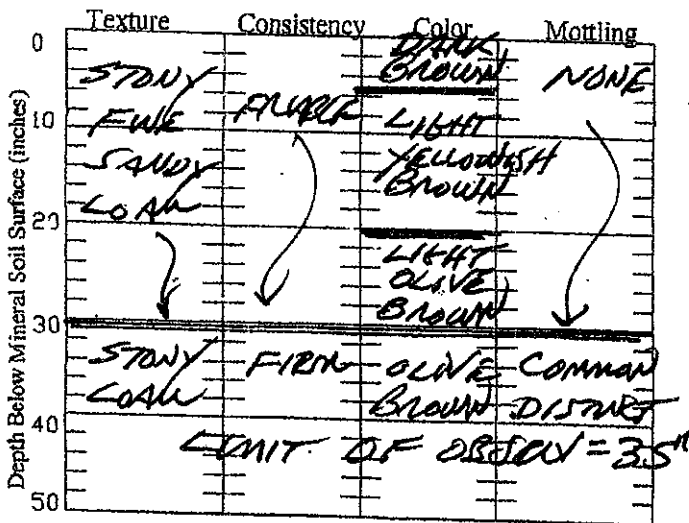 Texture Consistency Color Mottling
Depth Below Mineral Soil Surface (inches)
0
10
20
30
40
50
STONY
FINE
SANDY
LOAM
FRIABLE
DARK
BROWN
LIGHT
YELLOWISH
BROWN
LIGHT
OLIVE
BROWN
NONE
STONY
LOAM
FIRM
OLIVE
BROWN
COMMON
DISTINCT
LIMIT OF OBSERV = 35"